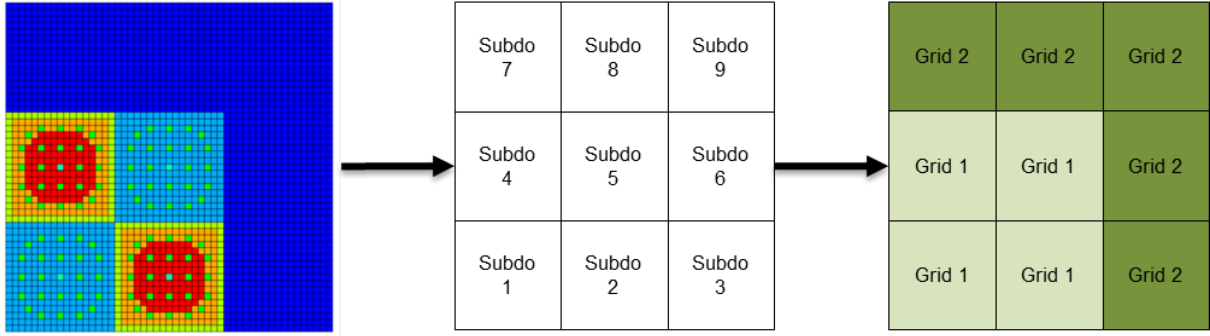 Subdo
7
Subdo
8
Subdo
9
Grid 2
Grid 2
Grid 2
Subdo
4
Subdo
5
Subdo
6
Grid 1
Grid 1
Grid 2
Subdo
1
Subdo
2
Subdo
3
Grid 1
Grid 1
Grid 2